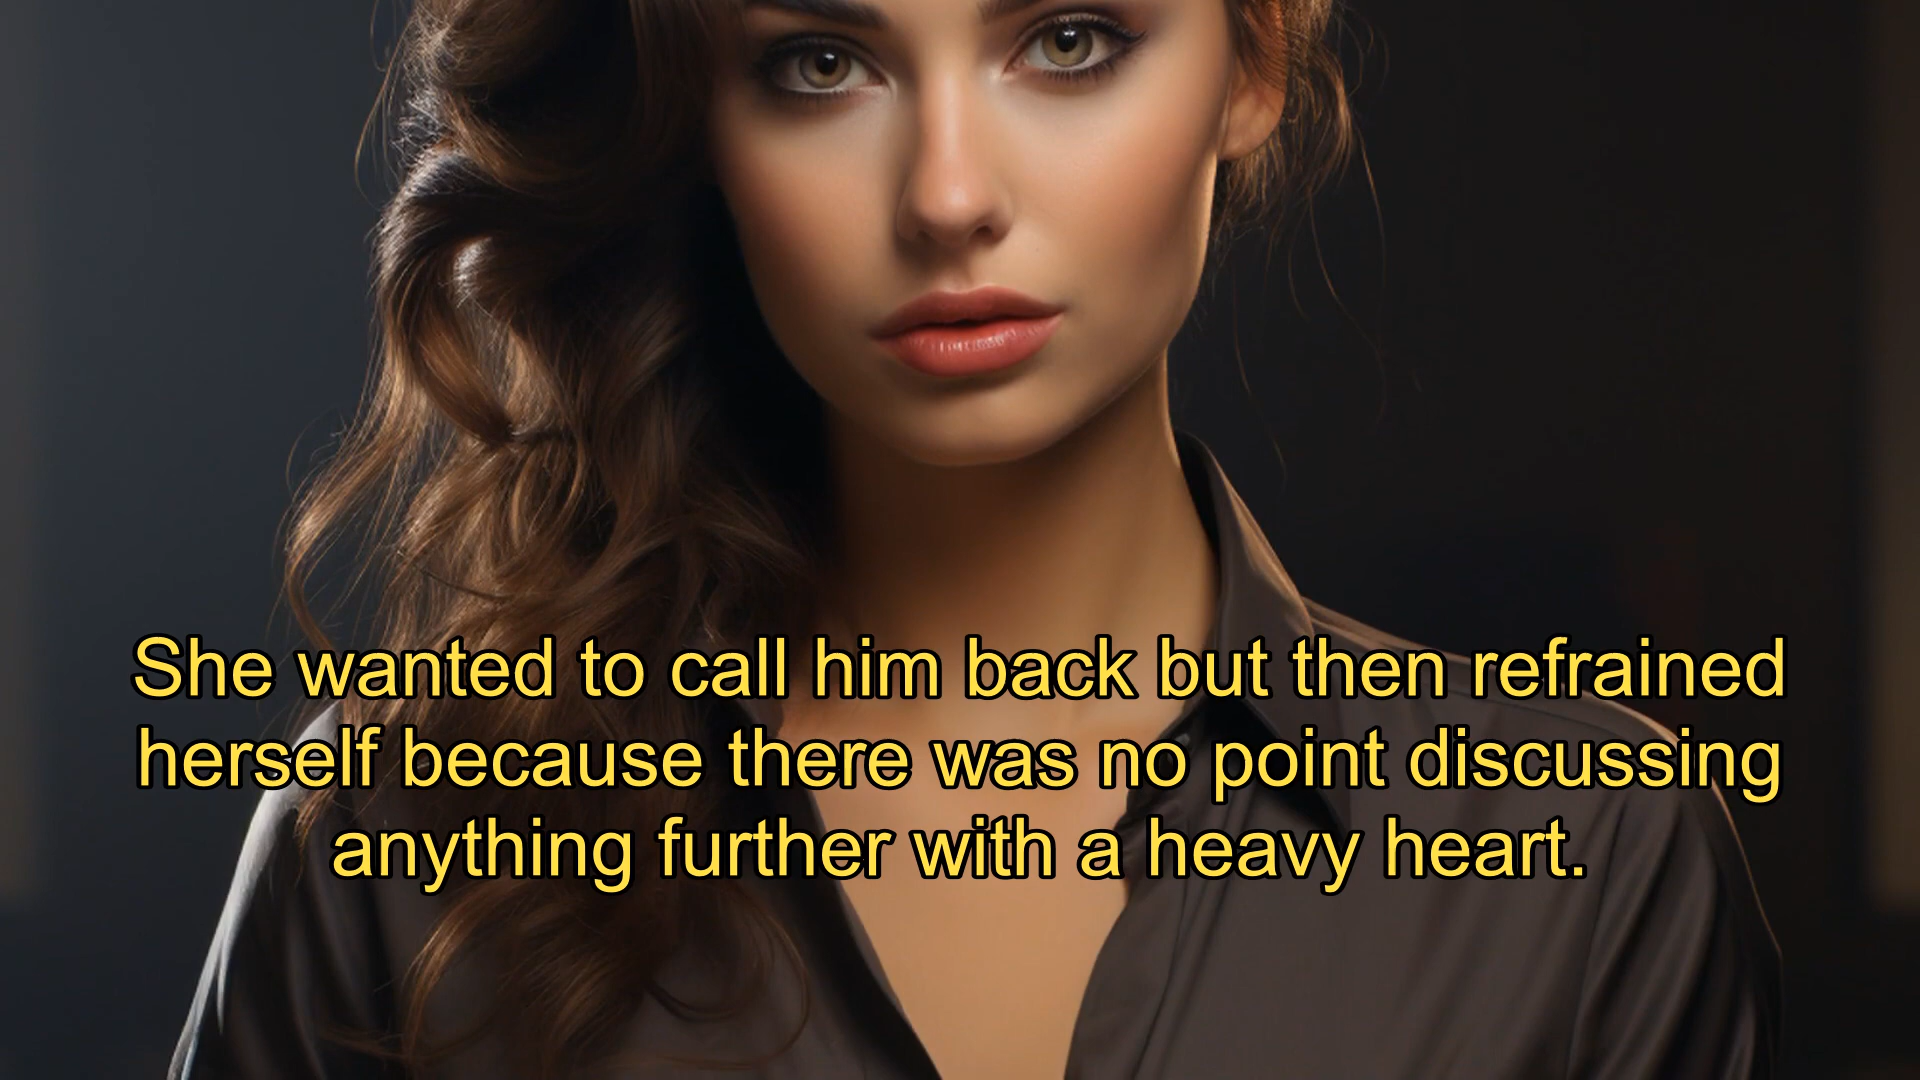 She wanted to call him back but then refrained
herself because there was no point discussing
anything further with a heavy heart.